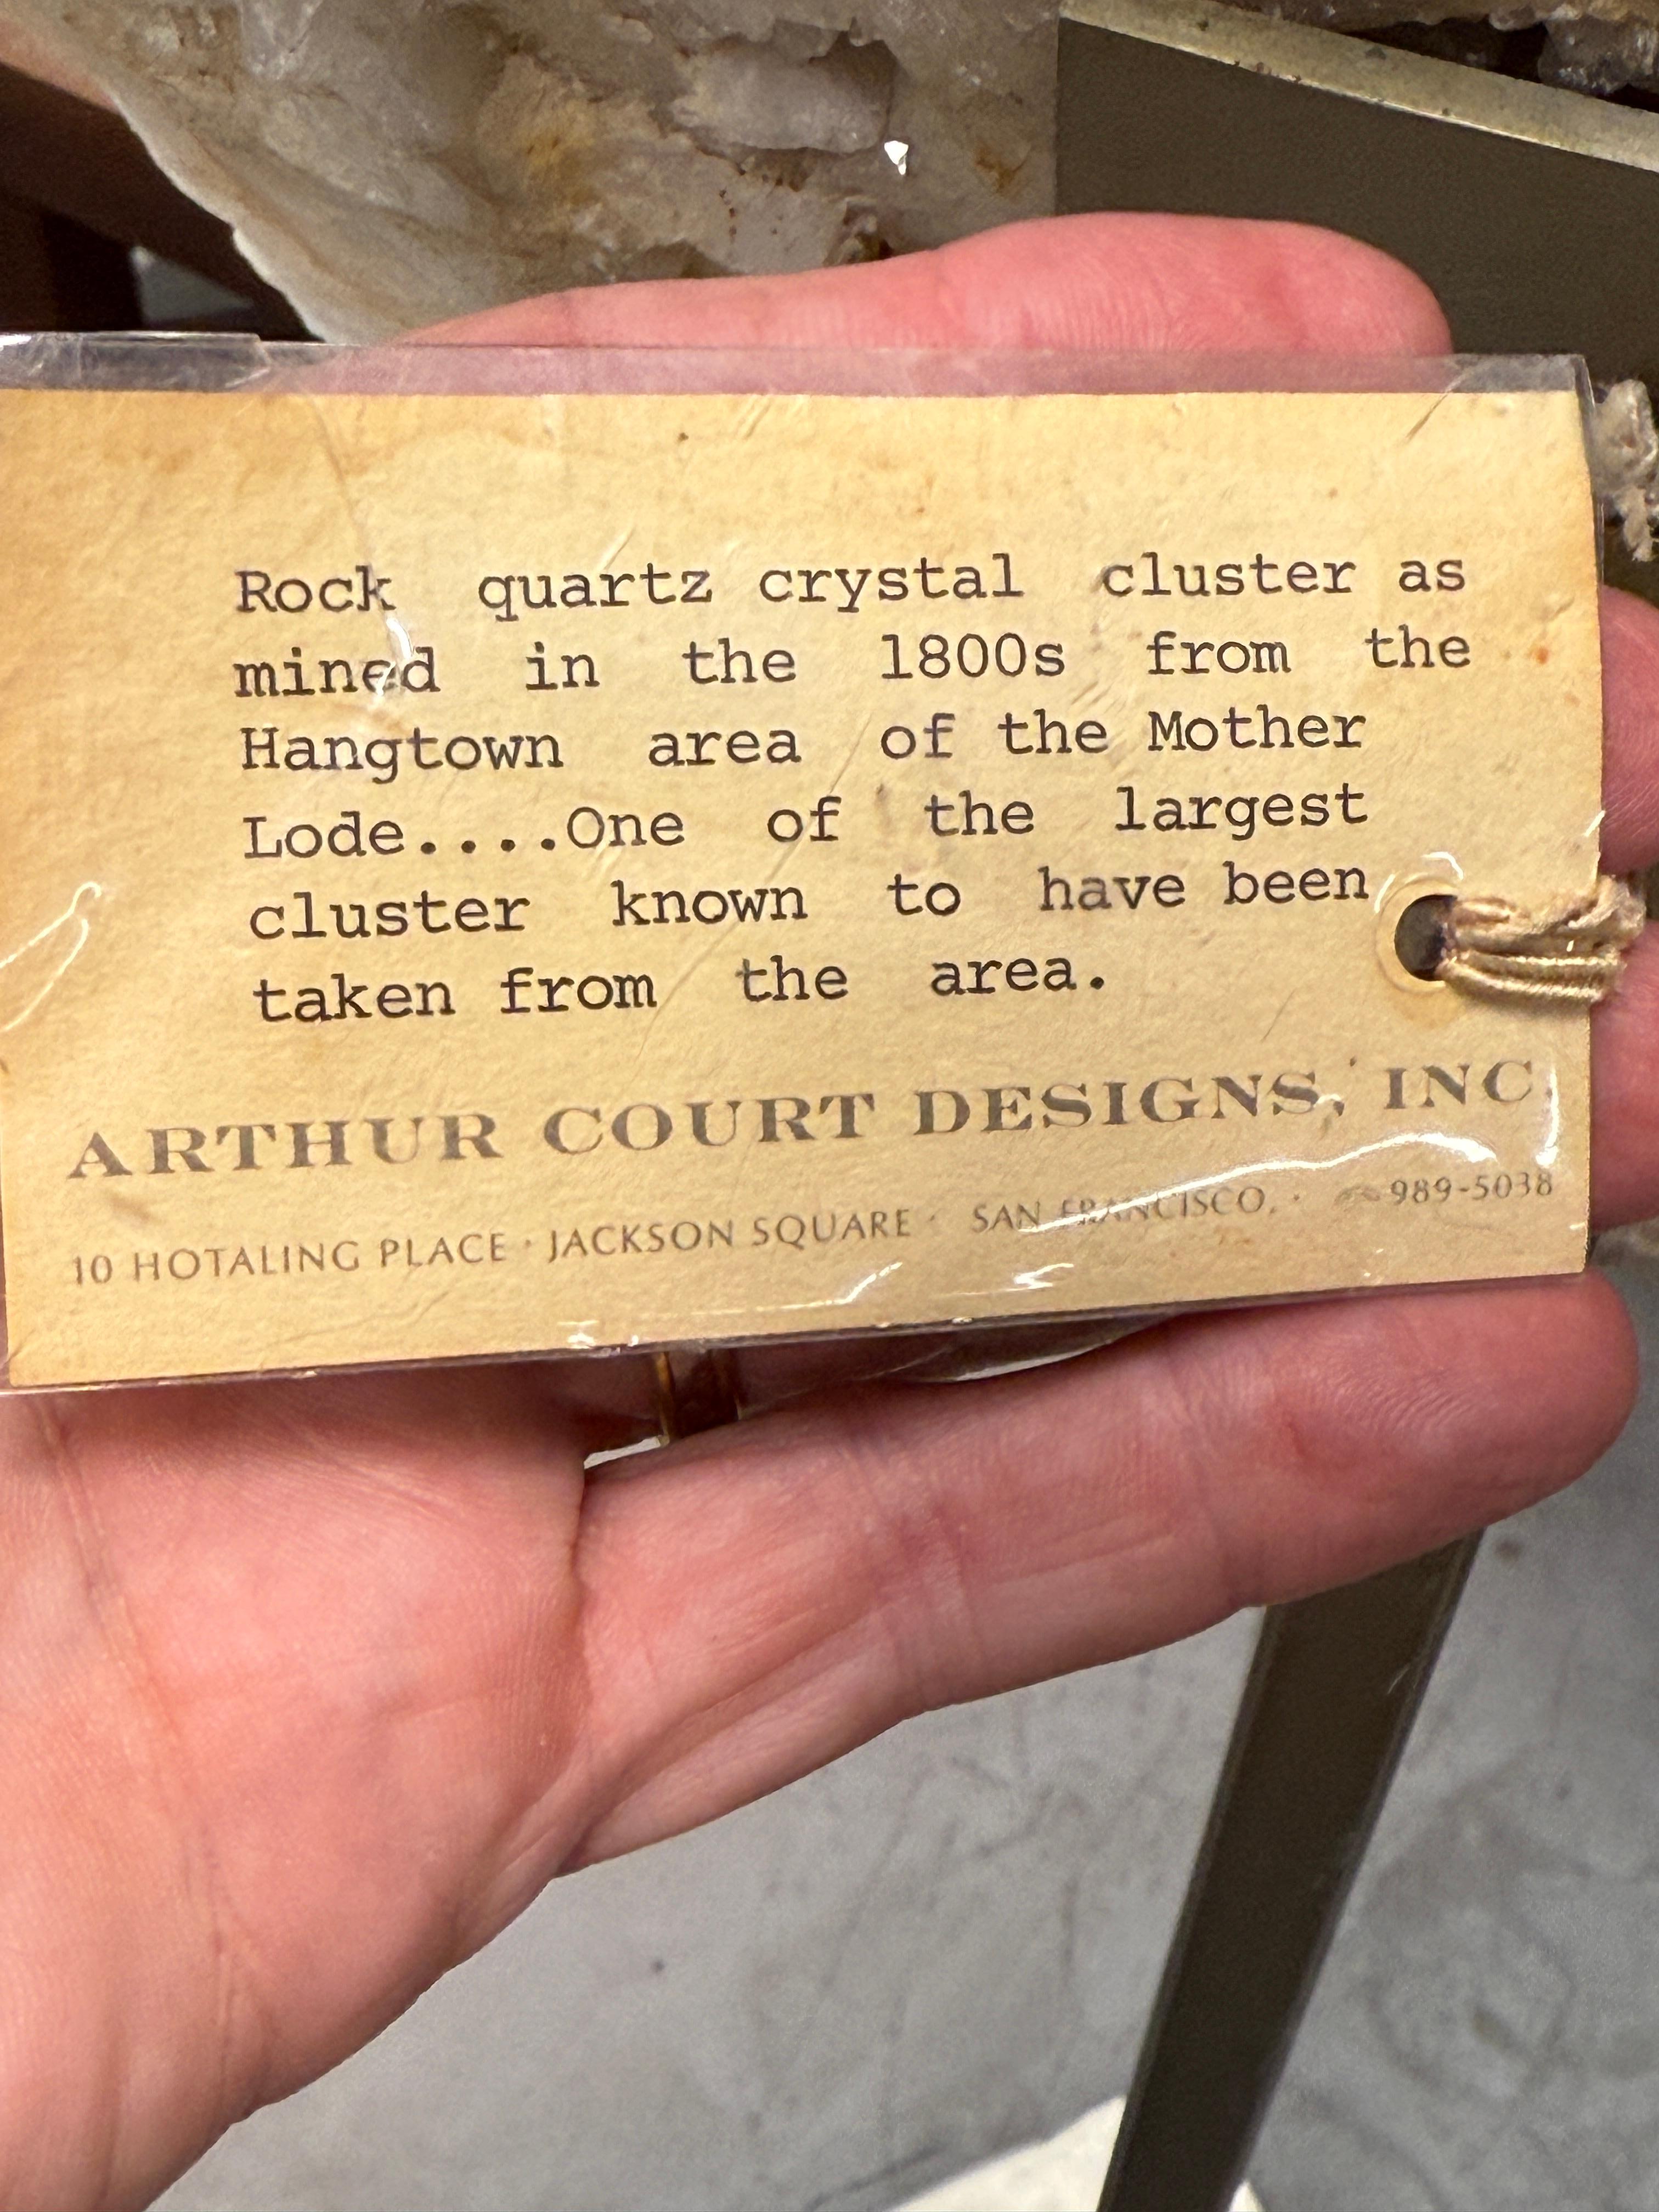 Rock quartz crystal cluster as
mined in the 1800s from the
Hangtown area of the Mother
Lode....One of the largest
cluster known to have been
taken from the area.
ARTHUR COURT DESIGNS, INC.
10 HOTALING PLACE · JACKSON SQUARE · SAN FRANCISCO, · 989-5038